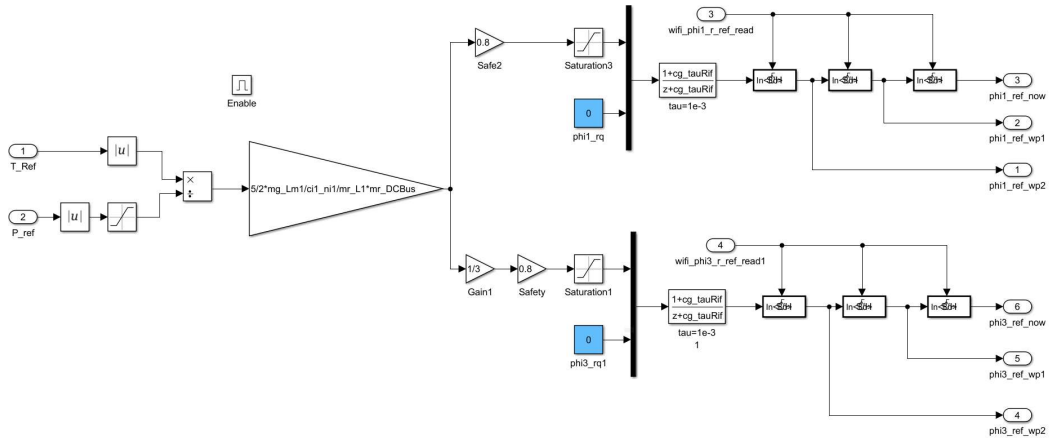 3
wifi_phi1_r_ref_read
0.8
Safe2
Saturation3
Enable
0
phi1_rq
1+cg_tauRif
z+cg_tauRif
tau=1e-3
3
phi1_ref_now
2
phi1_ref_wp1
1
phi1_ref_wp2
1
T_Ref
|u|
×
÷
2
P_ref
|u|
5/2*mg_Lm1/ci1_ni1/mr_L1*mr_DCBus
4
wifi_phi3_r_ref_read1
1/3
Gain1
0.8
Safety
Saturation1
0
phi3_rq1
1+cg_tauRif
z+cg_tauRif
tau=1e-3
1
6
phi3_ref_now
5
phi3_ref_wp1
4
phi3_ref_wp2